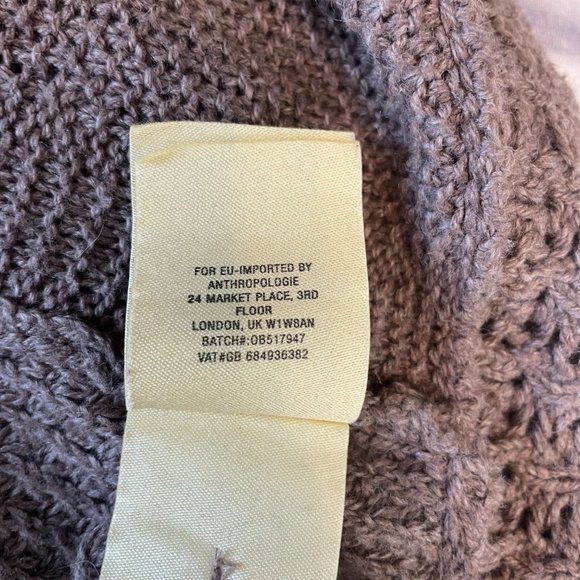 FOR EU-IMPORTED BY
ANTHROPOLOGIE
24 MARKET PLACE, 3RD
FLOOR
LONDON, UK W1W8AN
BATCH#:OB517947
VAT#GB 684936382